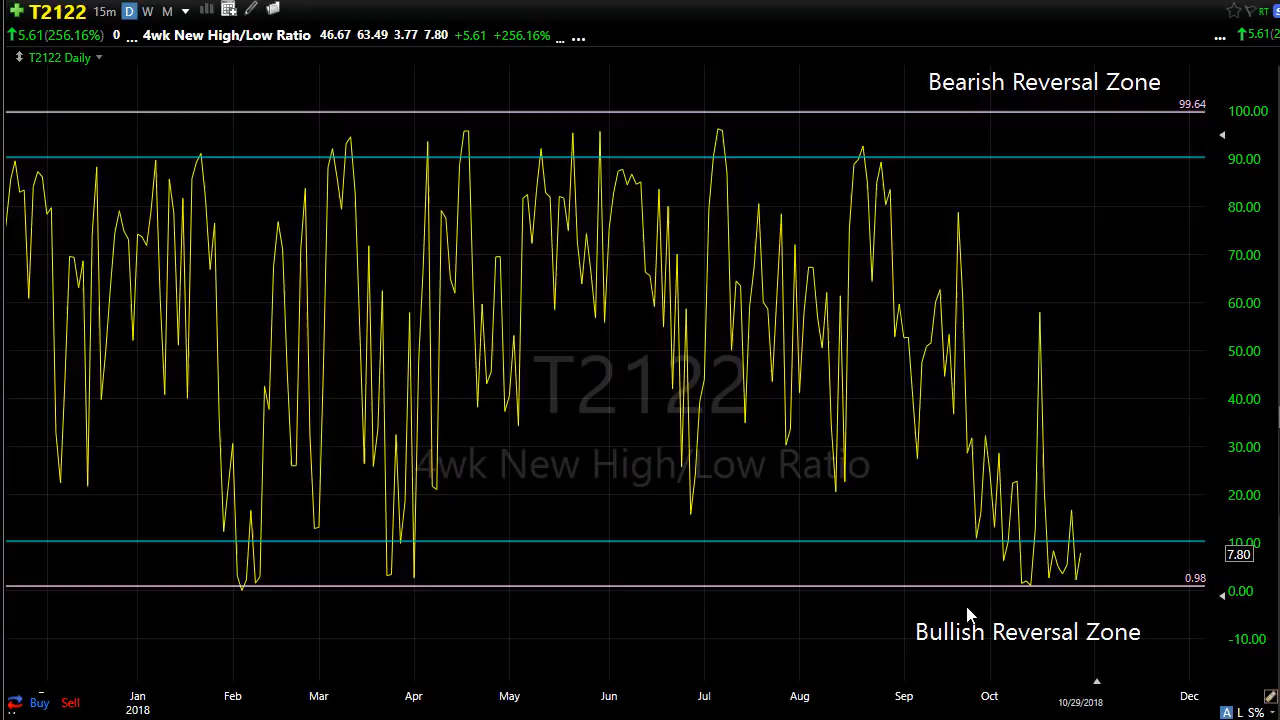 T2122 15m D W M RT
5.61(256.16%) 0 ... 4wk New High/Low Ratio 46.67 63.49 3.77 7.80 +5.61 +256.16% ... ... ... 5.61(2
T2122 Daily
Bearish Reversal Zone
99.64
100.00
90.00
80.00
70.00
60.00
50.00
T2122
40.00
30.00
4wk New High/Low Ratio
20.00
10.00
7.80
0.98
0.00
Bullish Reversal Zone
-10.00
Jan Feb Mar Apr May Jun Jul Aug Sep Oct Dec
Buy Sell
2018 10/29/2018
A L S%